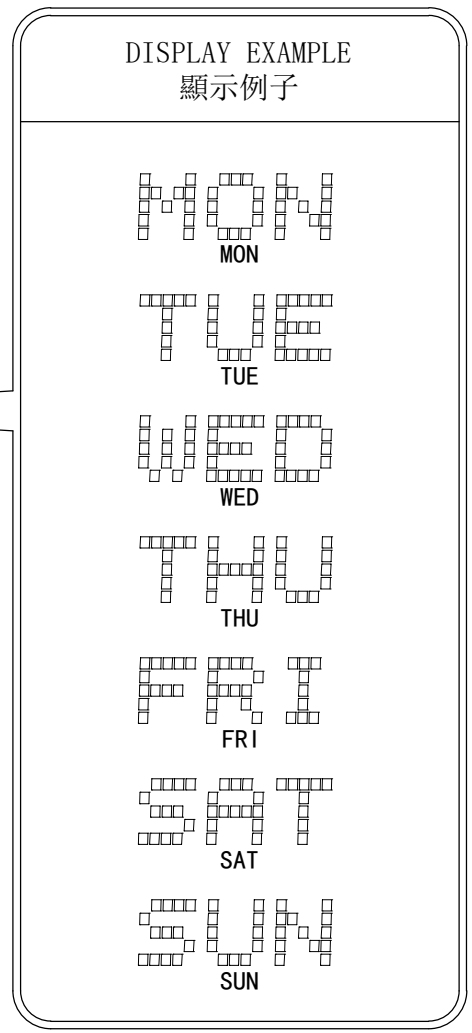 DISPLAY EXAMPLE
顯示例子
MON
MON
TUE
TUE
WED
WED
THU
THU
FRI
FRI
SAT
SAT
SUN
SUN